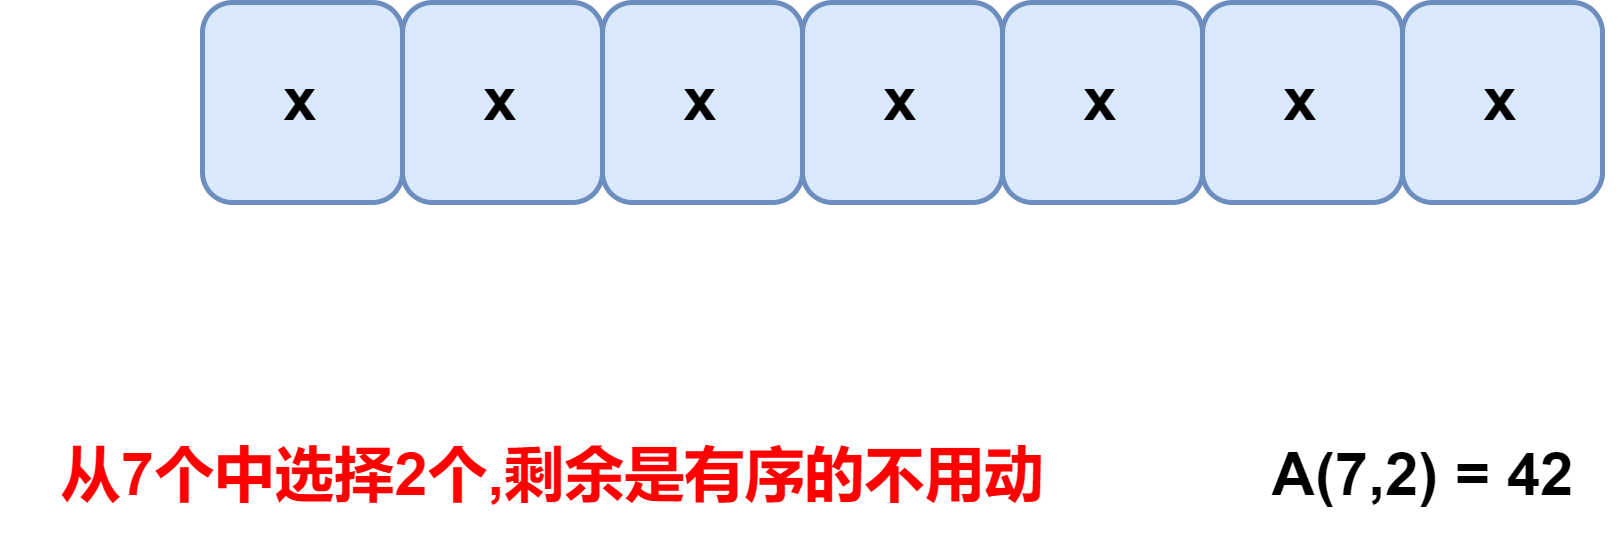 x x x x x x x
从7个中选择2个,剩余是有序的不用动 A(7,2) = 42